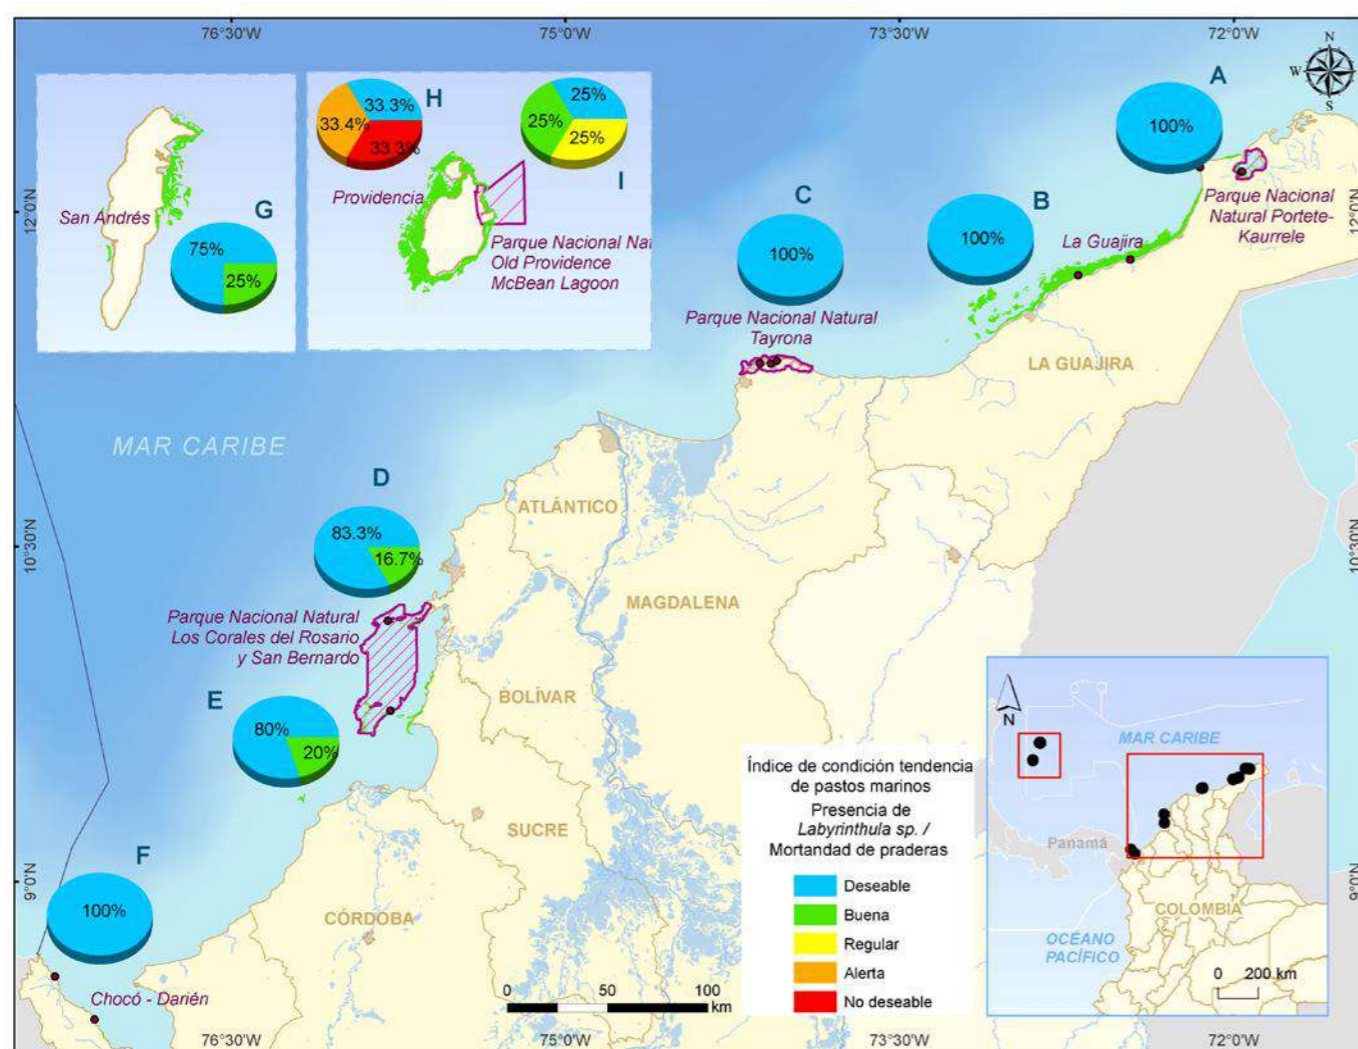 76°30'W
75°0'W
73°30'W
72°0'W
N
W
E
S
12°0'N
12°0'N
10°30'N
10°30'N
9°0'N
9°0'N
San Andrés
G
75%
25%
H
33.3%
33.4%
33.3%
Providencia
25%
25%
25%
I
Parque Nacional Nat
Old Providence
McBean Lagoon
A
100%
Parque Nacional
Natural Portete-
Kaurrele
B
100%
La Guajira
C
100%
Parque Nacional Natural
Tayrona
LA GUAJIRA
MAR CARIBE
ATLÁNTICO
MAGDALENA
D
83.3%
16.7%
Parque Nacional Natural
Los Corales del Rosario
y San Bernardo
BOLÍVAR
E
80%
20%
SUCRE
CÓRDOBA
F
100%
Chocó - Darién
Índice de condición tendencia
de pastos marinos
Presencia de
Labyrinthula sp. /
Mortandad de praderas
Deseable
Buena
Regular
Alerta
No deseable
0
50
100
km
N
MAR CARIBE
Panamá
COLOMBIA
OCÉANO
PACÍFICO
0
200 km
76°30'W
75°0'W
73°30'W
72°0'W